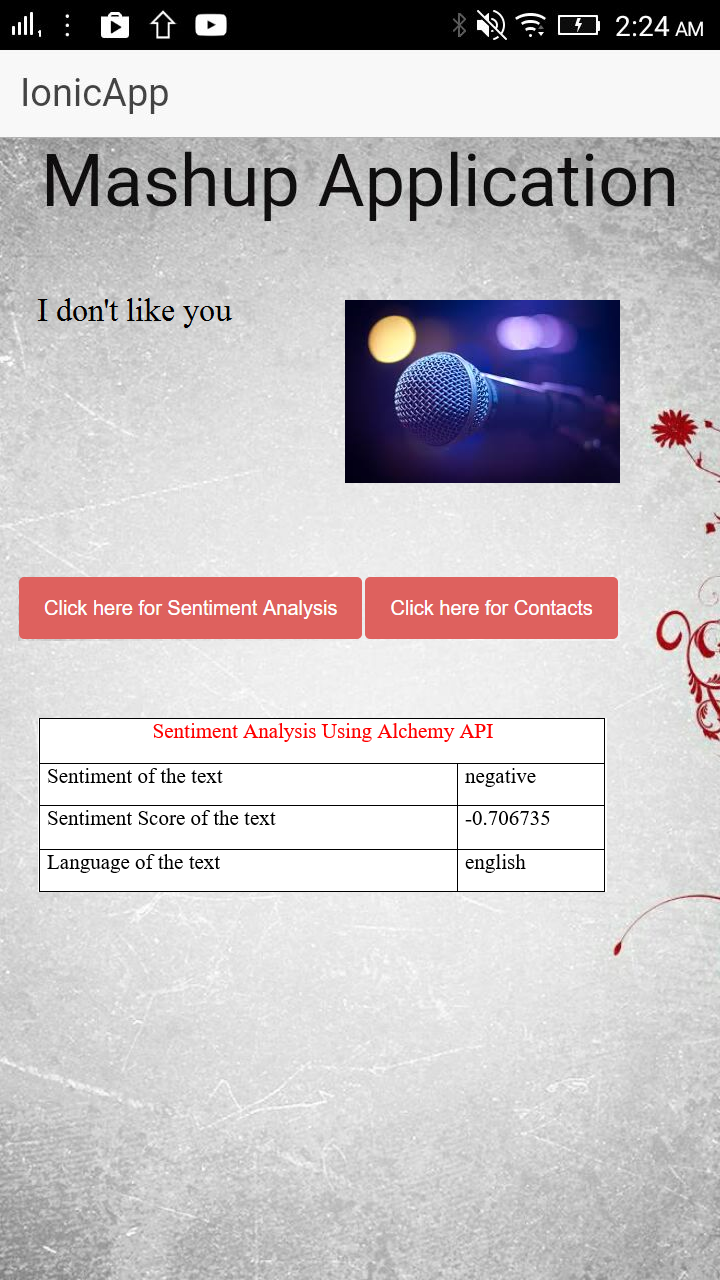 2:24 AM
IonicApp
Mashup Application
I don't like you
Click here for Sentiment Analysis
Click here for Contacts
Sentiment Analysis Using Alchemy API
Sentiment of the text negative
Sentiment Score of the text -0.706735
Language of the text english